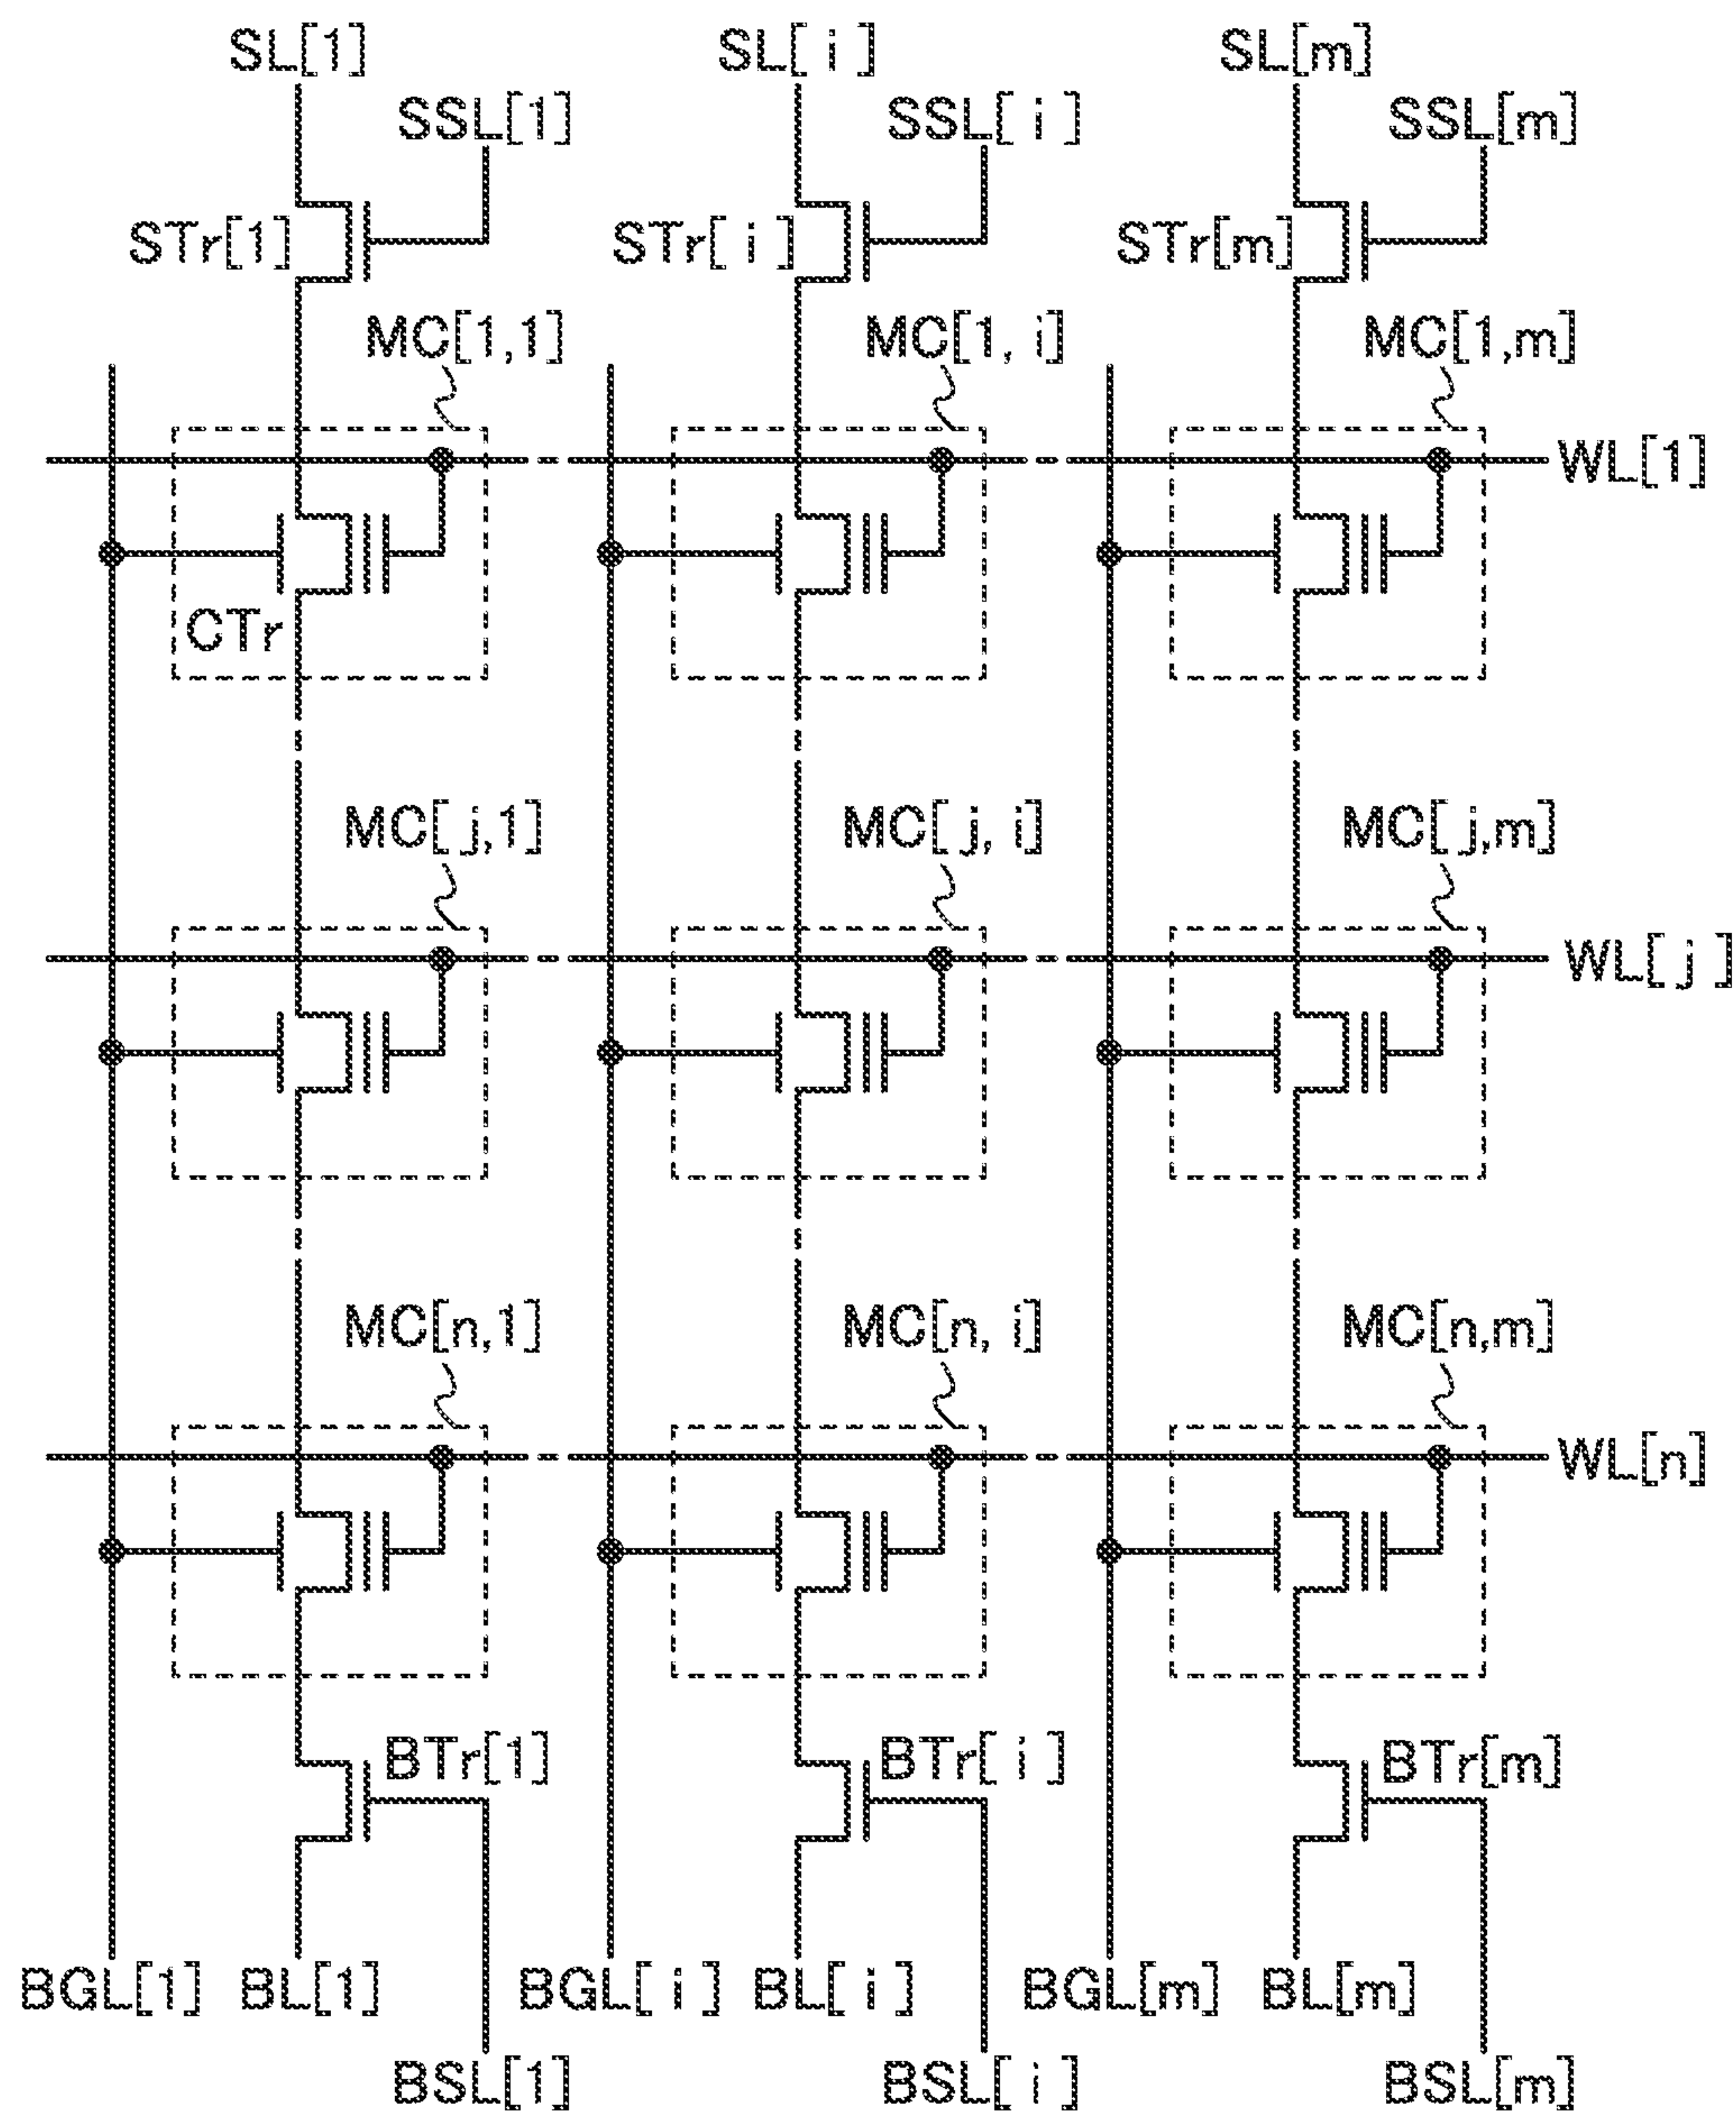 SL[1] SL[ i ] SL[m]
SSL[1] SSL[ i ] SSL[m]
STr[1] STr[ i ] STr[m]
MC[1,1] MC[1, i] MC[1,m]
WL[1]
CTr
MC[ j,1] MC[ j, i] MC[ j,m]
WL[ j ]
MC[n,1] MC[n, i] MC[n,m]
WL[n]
BTr[1] BTr[ i ] BTr[m]
BGL[1] BL[1] BGL[ i ] BL[ i ] BGL[m] BL[m]
BSL[1] BSL[ i ] BSL[m]